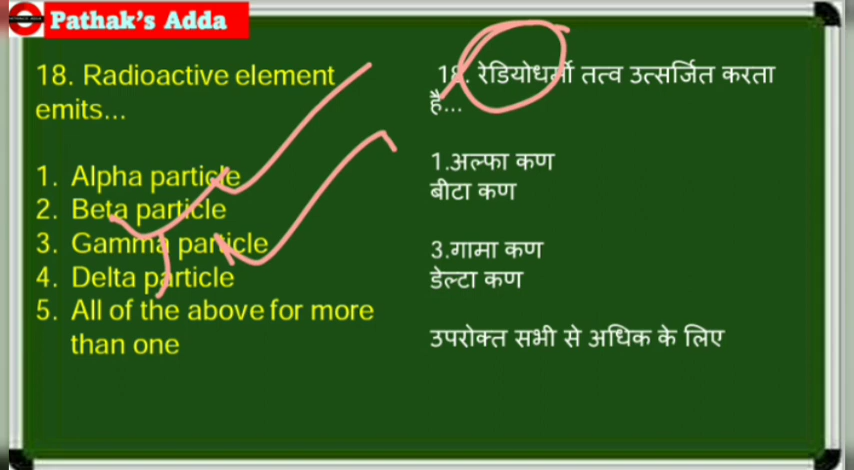 Pathak's Adda
18. Radioactive element
emits...
1. Alpha particle
2. Beta particle
3. Gamma particle
4. Delta particle
5. All of the above for more
than one
18. रेडियोधर्मी तत्व उत्सर्जित करता
है...
1.अल्फा कण
बीटा कण
3.गामा कण
डेल्टा कण
उपरोक्त सभी से अधिक के लिए